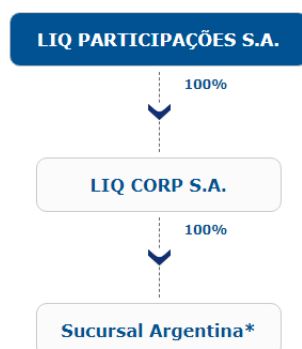 LIQ PARTICIPAÇÕES S.A.
100%
LIQ CORP S.A.
100%
Sucursal Argentina*